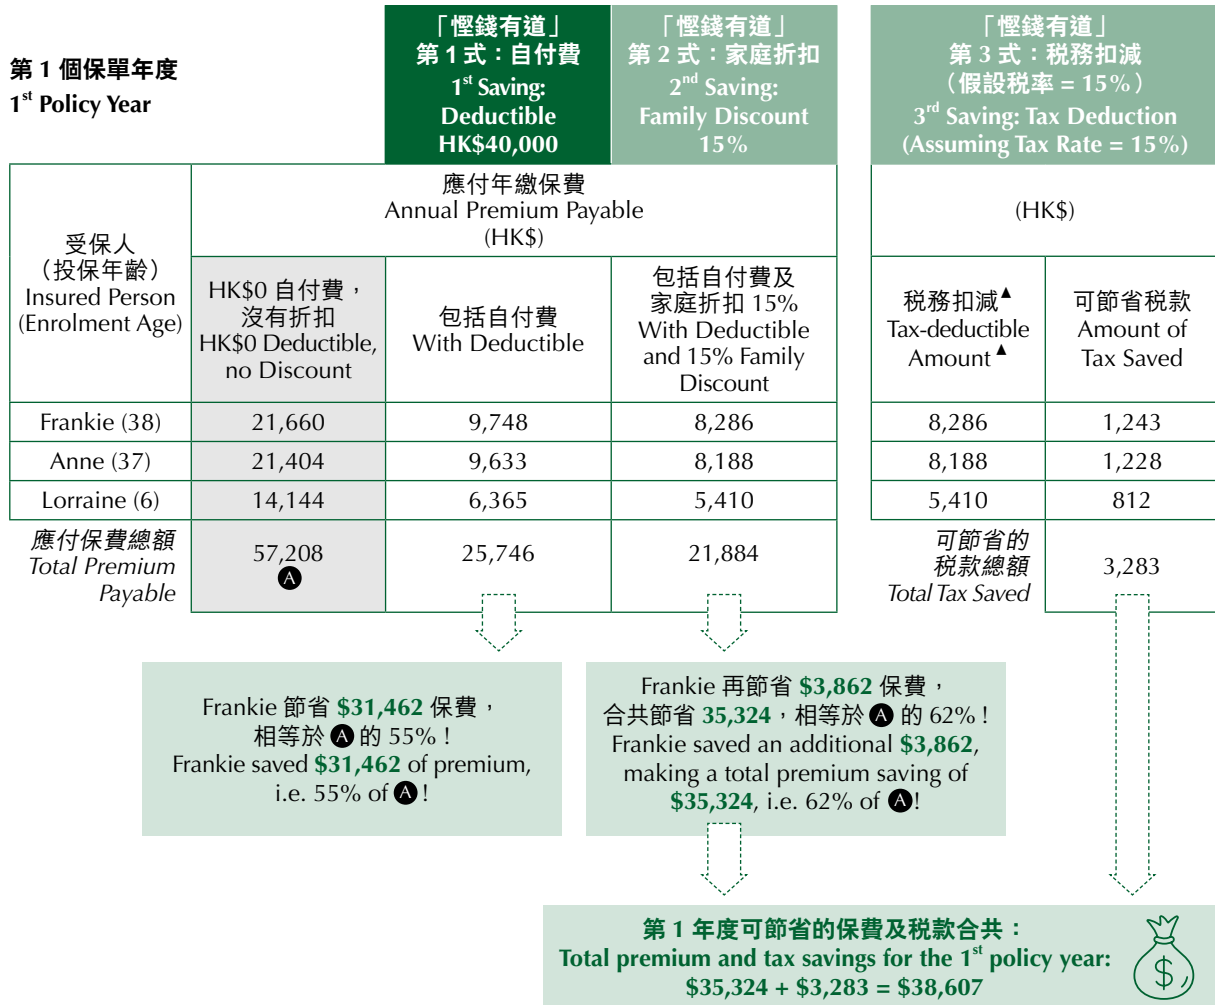 第 1 個保單年度
1st Policy Year
「慳錢有道」
第 1 式：自付費
1st Saving:
Deductible
HK$40,000
「慳錢有道」
第 2 式：家庭折扣
2nd Saving:
Family Discount
15%
「慳錢有道」
第 3 式：税務扣減
（假設税率 = 15%）
3rd Saving: Tax Deduction
(Assuming Tax Rate = 15%)
受保人
（投保年齡）
Insured Person
(Enrolment Age)
應付年繳保費
Annual Premium Payable
(HK$)
(HK$)
HK$0 自付費，
沒有折扣
HK$0 Deductible,
no Discount
包括自付費
With Deductible
包括自付費及
家庭折扣 15%
With Deductible
and 15% Family
Discount
税務扣減▲
Tax-deductible
Amount▲
可節省税款
Amount of
Tax Saved
Frankie (38) 21,660 9,748 8,286 8,286 1,243
Anne (37) 21,404 9,633 8,188 8,188 1,228
Lorraine (6) 14,144 6,365 5,410 5,410 812
應付保費總額
Total Premium
Payable
57,208
A
25,746
21,884
可節省的
税款總額
Total Tax Saved
3,283
Frankie 節省 $31,462 保費，
相等於 A 的 55%！
Frankie saved $31,462 of premium,
i.e. 55% of A!
Frankie 再節省 $3,862 保費，
合共節省 35,324，相等於 A 的 62%！
Frankie saved an additional $3,862,
making a total premium saving of
$35,324, i.e. 62% of A!
第 1 年度可節省的保費及税款合共：
Total premium and tax savings for the 1st policy year:
$35,324 + $3,283 = $38,607
$